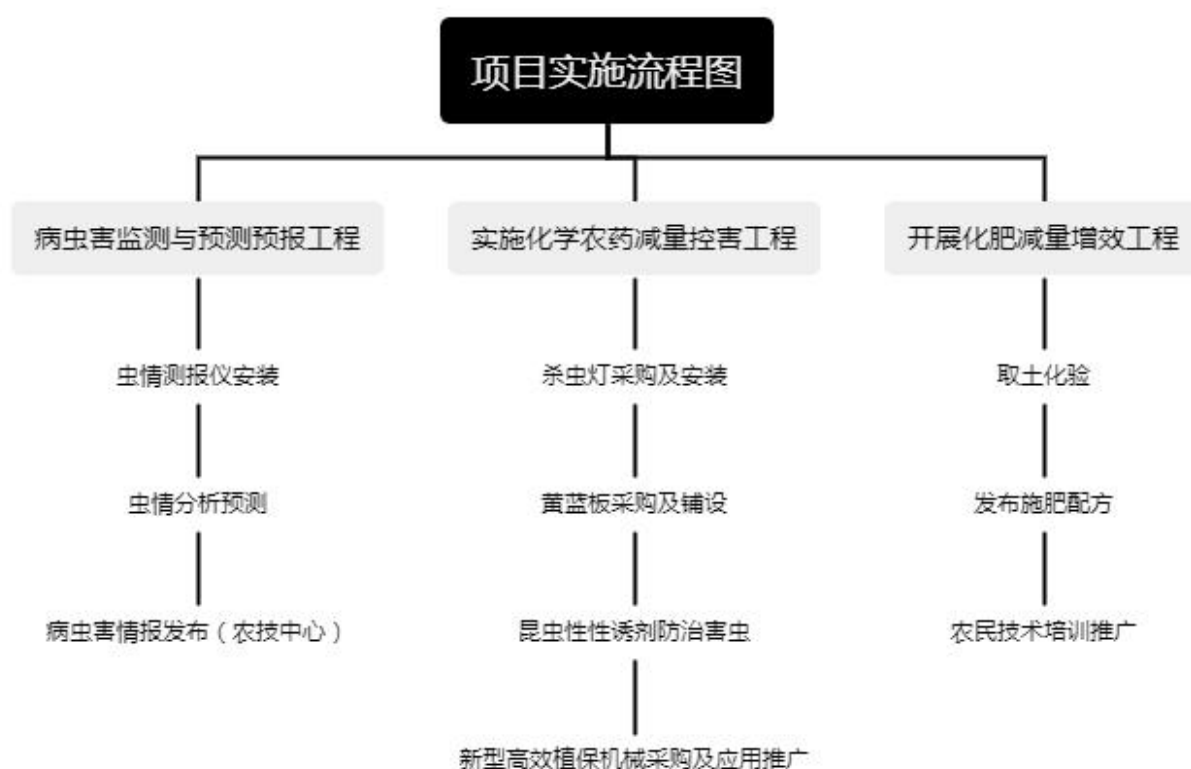 项目实施流程图
病虫害监测与预测预报工程
实施化学农药减量控害工程
开展化肥减量增效工程
虫情测报仪安装
杀虫灯采购及安装
取土化验
虫情分析预测
黄蓝板采购及铺设
发布施肥配方
病虫害情报发布（农技中心）
昆虫性性诱剂防治害虫
农民技术培训推广
新型高效植保机械采购及应用推广